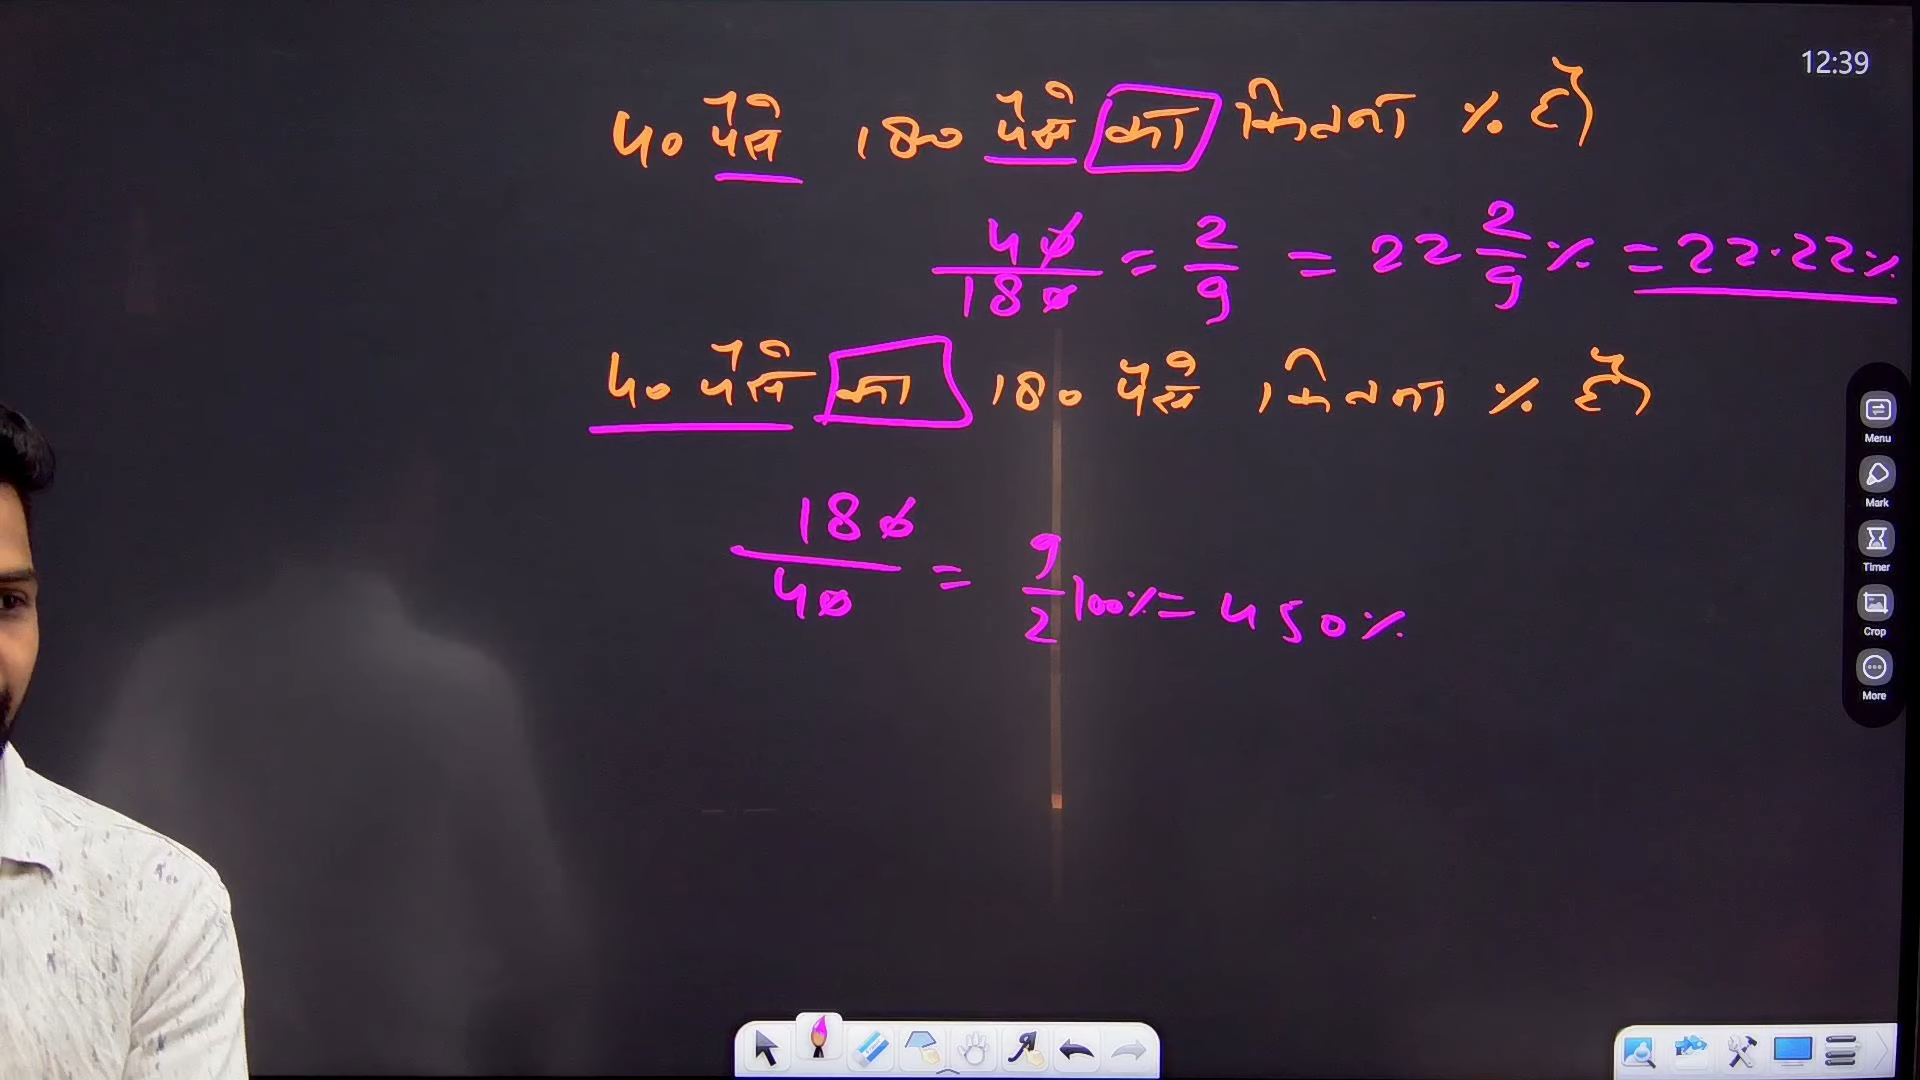 12:39
40 पैसे 180 पैसे का कितना % है
40/180 = 2/9 = 22 2/9 % = 22.22%
40 पैसे का 180 पैसे कितना % है
180/40 = 9/2 100% = 450%
Menu
Mark
Timer
Crop
More